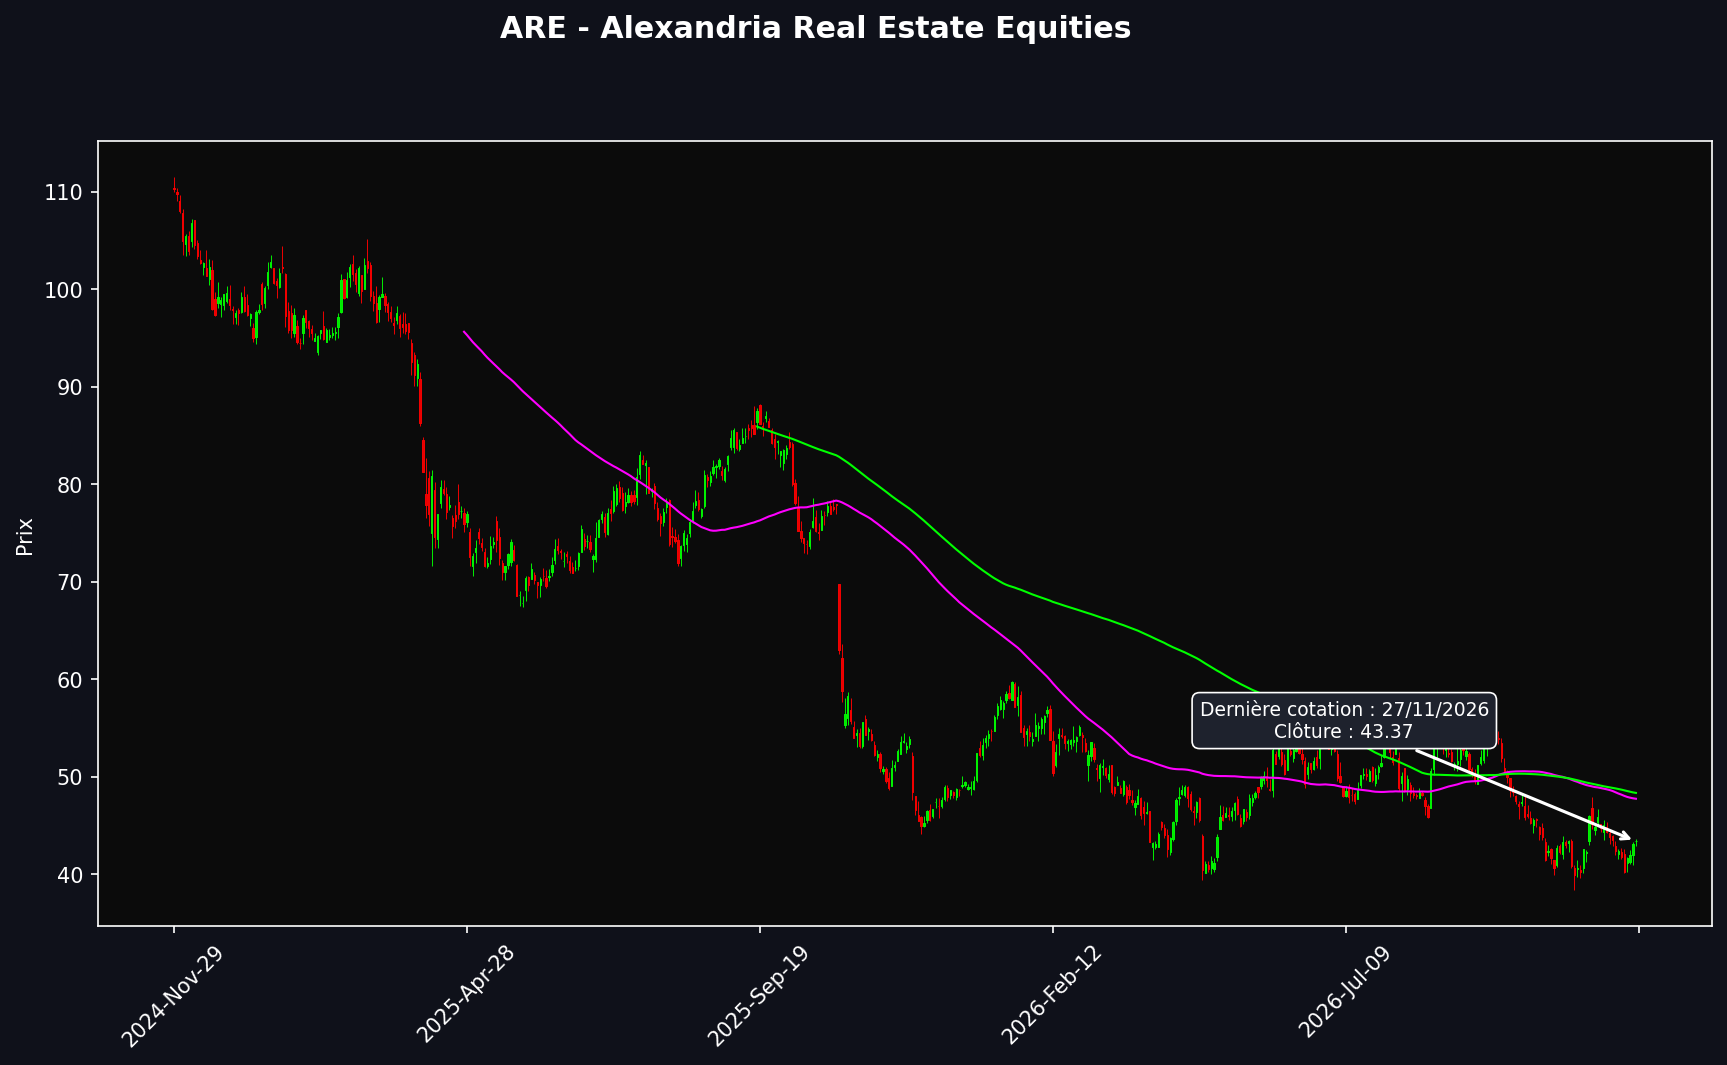 ARE - Alexandria Real Estate Equities
Prix
110
100
90
80
70
60
50
40
Dernière cotation : 27/11/2026
Clôture : 43.37
2024-Nov-29
2025-Apr-28
2025-Sep-19
2026-Feb-12
2026-Jul-09